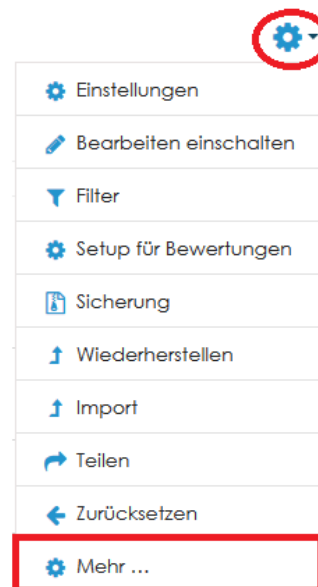 Einstellungen
Bearbeiten einschalten
Filter
Setup für Bewertungen
Sicherung
Wiederherstellen
Import
Teilen
Zurücksetzen
Mehr ...